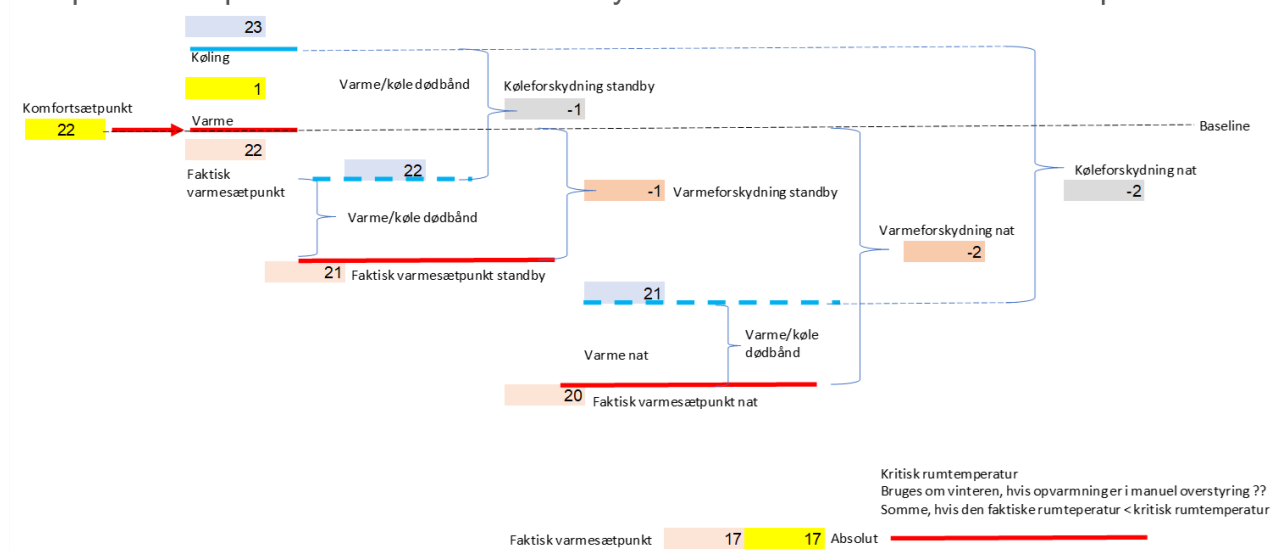 23
Køling
Varme/køle dødbånd
Køleforskydning standby
1
-1
Komfortsætpunkt
22
Varme
Baseline
22
Faktisk
varmesætpunkt
22
Køleforskydning nat
-2
-1
Varmeforskydning standby
Varme/køle dødbånd
Varmeforskydning nat
-2
21
Faktisk varmesætpunkt standby
21
Varme/køle
dødbånd
Varme nat
20
Faktisk varmesætpunkt nat
Kritisk rumtemperatur
Bruges om vinteren, hvis opvarmning er i manuel overstyring ??
Somme, hvis den faktiske rumteperatur < kritisk rumtemperatur
Faktisk varmesætpunkt
17
17
Absolut